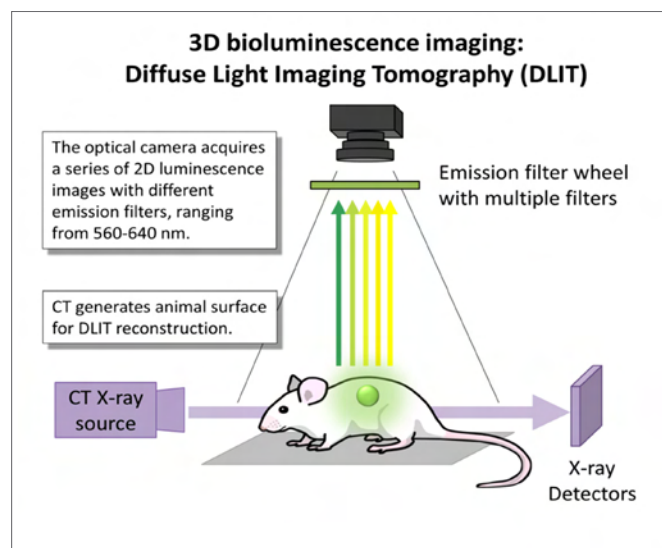 3D bioluminescence imaging:
Diffuse Light Imaging Tomography (DLIT)
The optical camera acquires
a series of 2D luminescence
images with different
emission filters, ranging
from 560-640 nm.
Emission filter wheel
with multiple filters
CT generates animal surface
for DLIT reconstruction.
CT X-ray
source
X-ray
Detectors